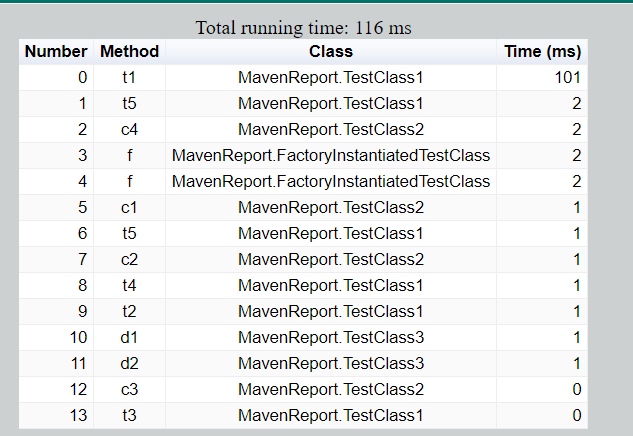 Total running time: 116 ms
Number Method Class Time (ms)
0 t1 MavenReport.TestClass1 101
1 t5 MavenReport.TestClass1 2
2 c4 MavenReport.TestClass2 2
3 f MavenReport.FactoryInstantiatedTestClass 2
4 f MavenReport.FactoryInstantiatedTestClass 2
5 c1 MavenReport.TestClass2 1
6 t5 MavenReport.TestClass1 1
7 c2 MavenReport.TestClass2 1
8 t4 MavenReport.TestClass1 1
9 t2 MavenReport.TestClass1 1
10 d1 MavenReport.TestClass3 1
11 d2 MavenReport.TestClass3 1
12 c3 MavenReport.TestClass2 0
13 t3 MavenReport.TestClass1 0